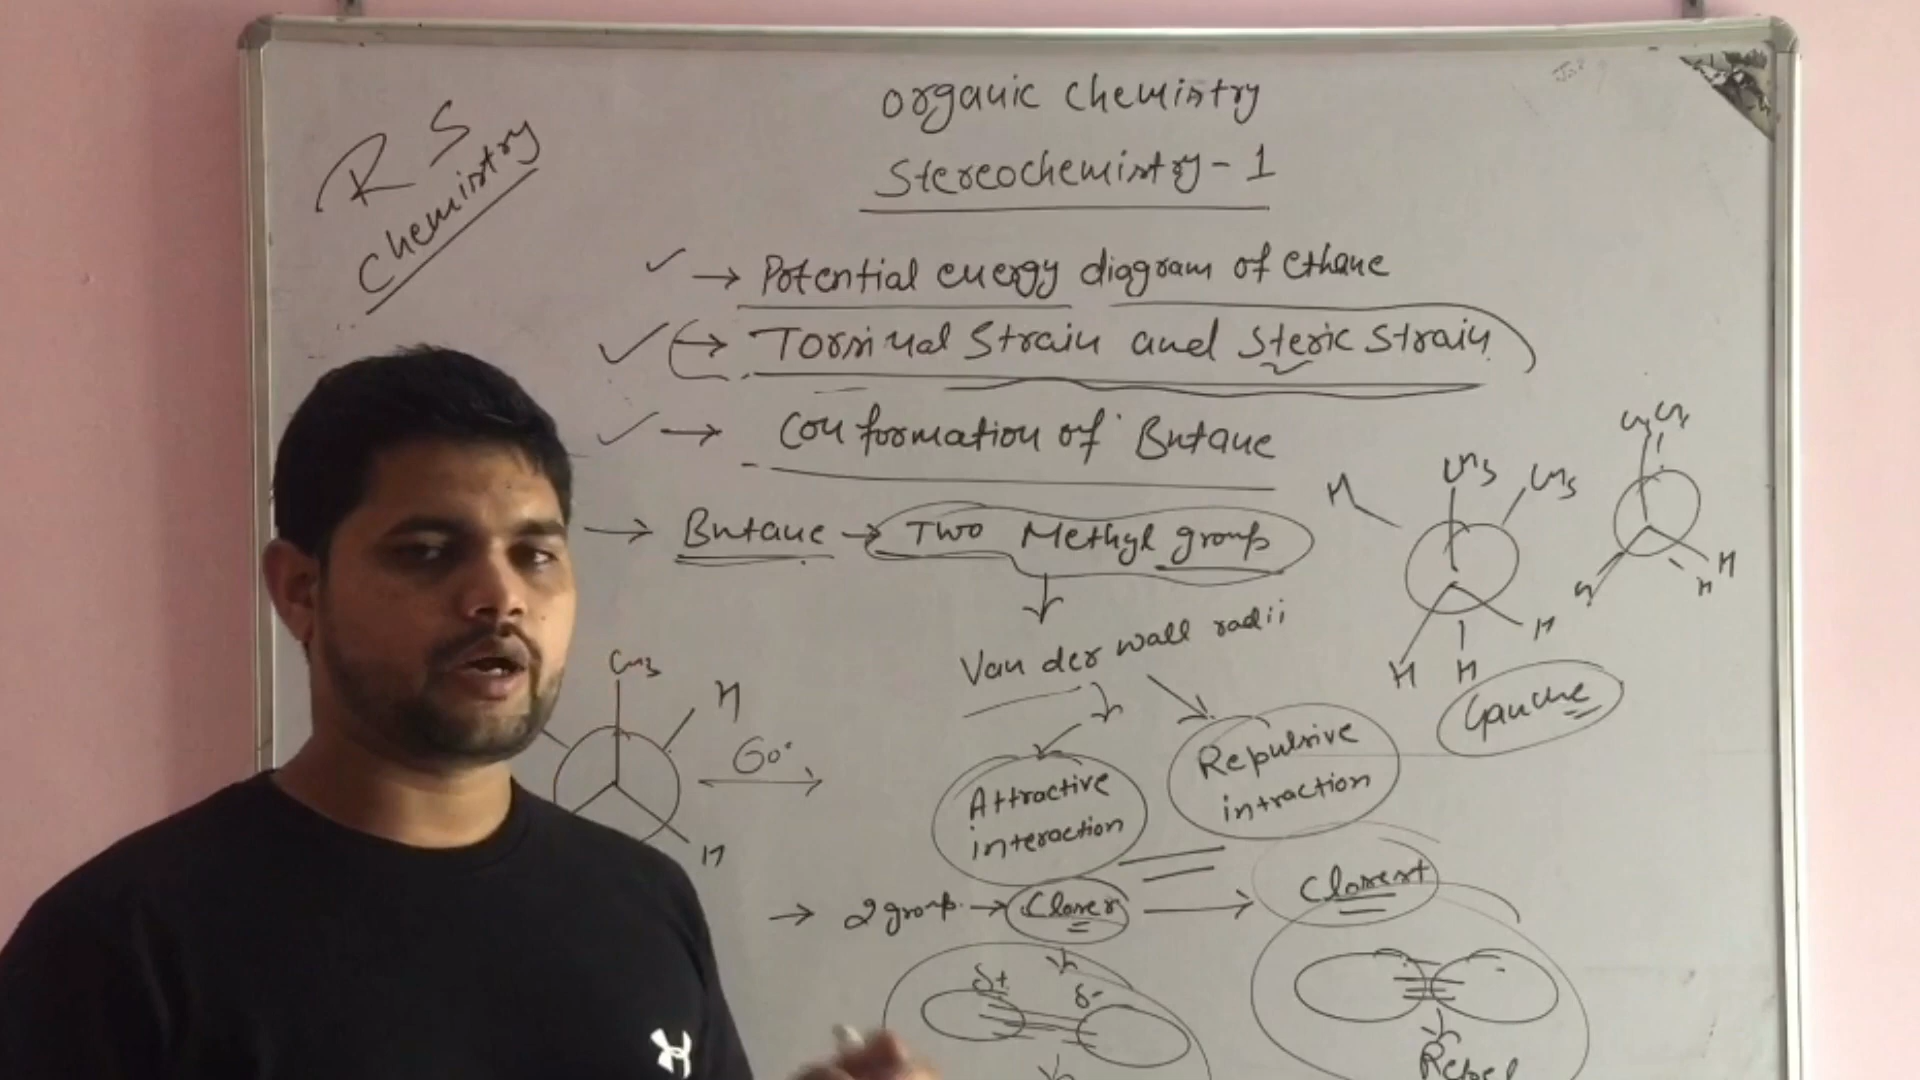 RS
Chemistry
Organic Chemistry
Stereochemistry-1
✓ → Potential energy diagram of ethane
✓ → Torsinal Strain and Steric Strain
✓ → Conformation of Butane
→ Butane → Two Methyl group
Van der wall radii
Attractive
interaction
Repulsive
intraction
→ 2 group → Closer → Closest
δ+
δ-
Repel
CH3
H
60°
H
H
CH3
CH3
H
H
H
Gauche
H
H